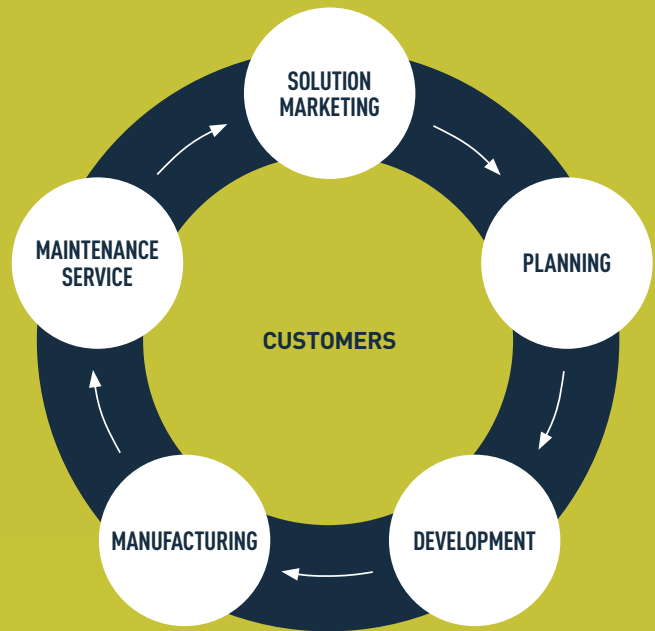 SOLUTION
MARKETING
PLANNING
DEVELOPMENT
MANUFACTURING
MAINTENANCE
SERVICE
CUSTOMERS